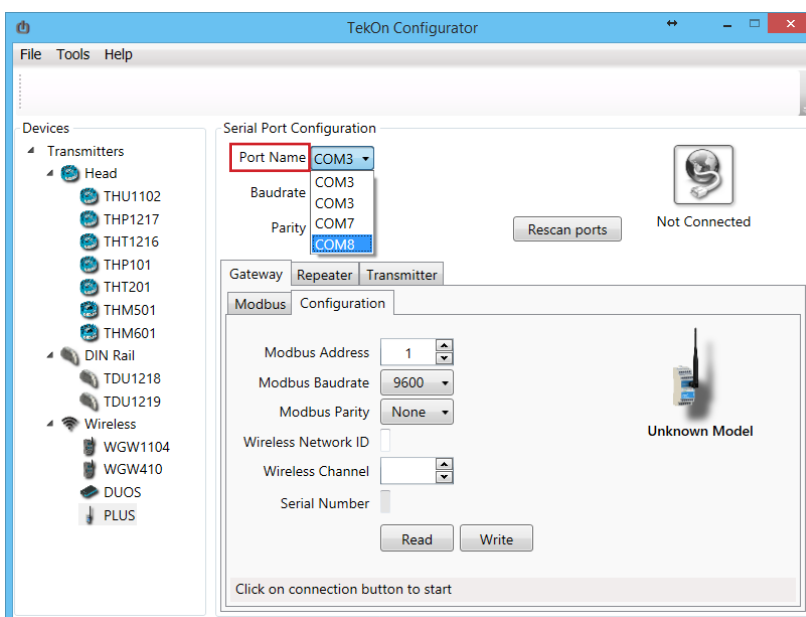 TekOn Configurator
File Tools Help
Devices
Transmitters
Head
THU1102
THP1217
THT1216
THP101
THT201
THM501
THM601
DIN Rail
TDU1218
TDU1219
Wireless
WGW1104
WGW410
DUOS
PLUS
Serial Port Configuration
Port Name COM3
COM3
COM3
COM7
COM8
Baudrate
Parity
Rescan ports
Not Connected
Gateway Repeater Transmitter
Modbus Configuration
Modbus Address 1
Modbus Baudrate 9600
Modbus Parity None
Wireless Network ID
Wireless Channel
Serial Number
Unknown Model
Read Write
Click on connection button to start